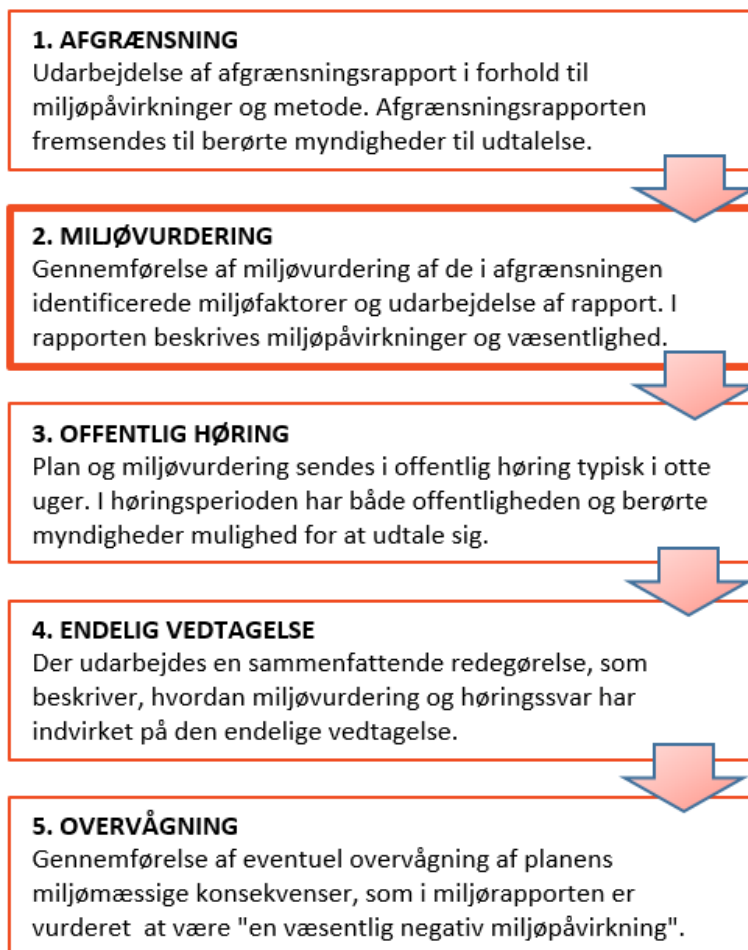 1. AFGRÆNSNING
Udarbejdelse af afgrænsningsrapport i forhold til
miljøpåvirkninger og metode. Afgrænsningsrapporten
fremsendes til berørte myndigheder til udtalelse.
2. MILJØVURDERING
Gennemførelse af miljøvurdering af de i afgrænsningen
identificerede miljøfaktorer og udarbejdelse af rapport. I
rapporten beskrives miljøpåvirkninger og væsentlighed.
3. OFFENTLIG HØRING
Plan og miljøvurdering sendes i offentlig høring typisk i otte
uger. I høringsperioden har både offentligheden og berørte
myndigheder mulighed for at udtale sig.
4. ENDELIG VEDTAGELSE
Der udarbejdes en sammenfattende redegørelse, som
beskriver, hvordan miljøvurdering og høringssvar har
indvirket på den endelige vedtagelse.
5. OVERVÅGNING
Gennemførelse af eventuel overvågning af planens
miljømæssige konsekvenser, som i miljørapporten er
vurderet at være "en væsentlig negativ miljøpåvirkning".